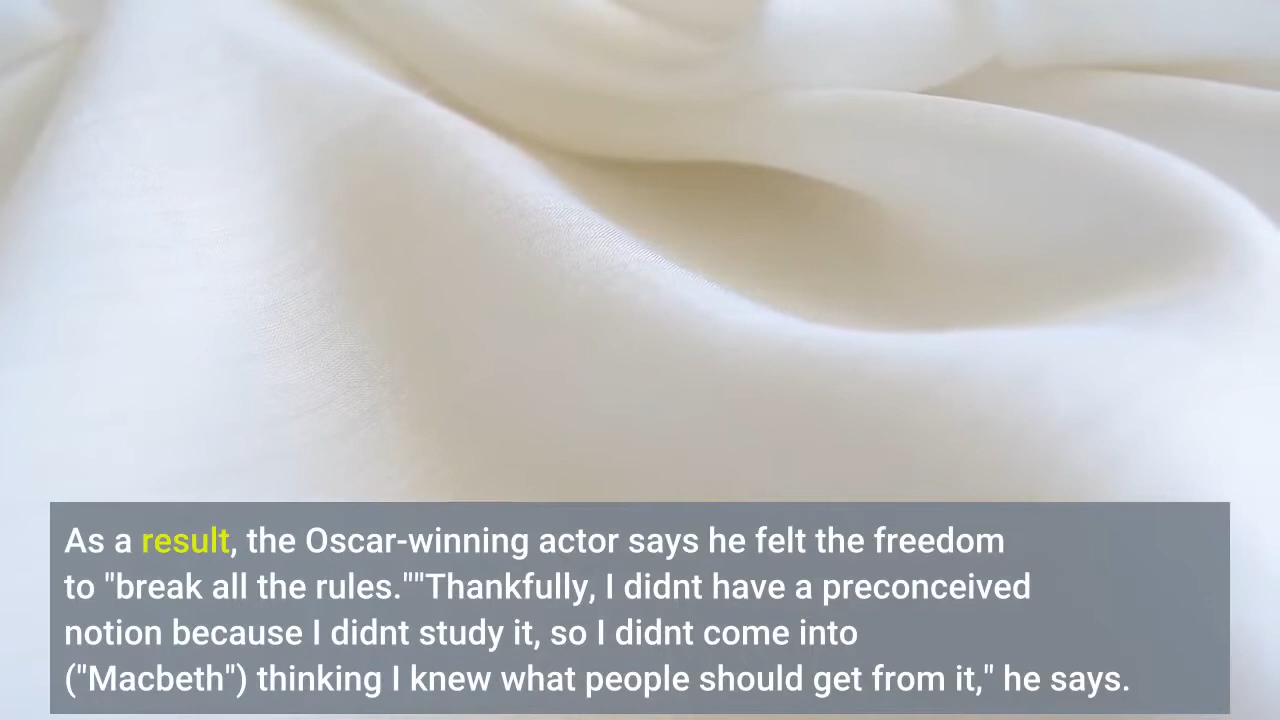 As a result, the Oscar-winning actor says he felt the freedom
to "break all the rules.""Thankfully, I didnt have a preconceived
notion because I didnt study it, so I didnt come into
("Macbeth") thinking I knew what people should get from it," he says.